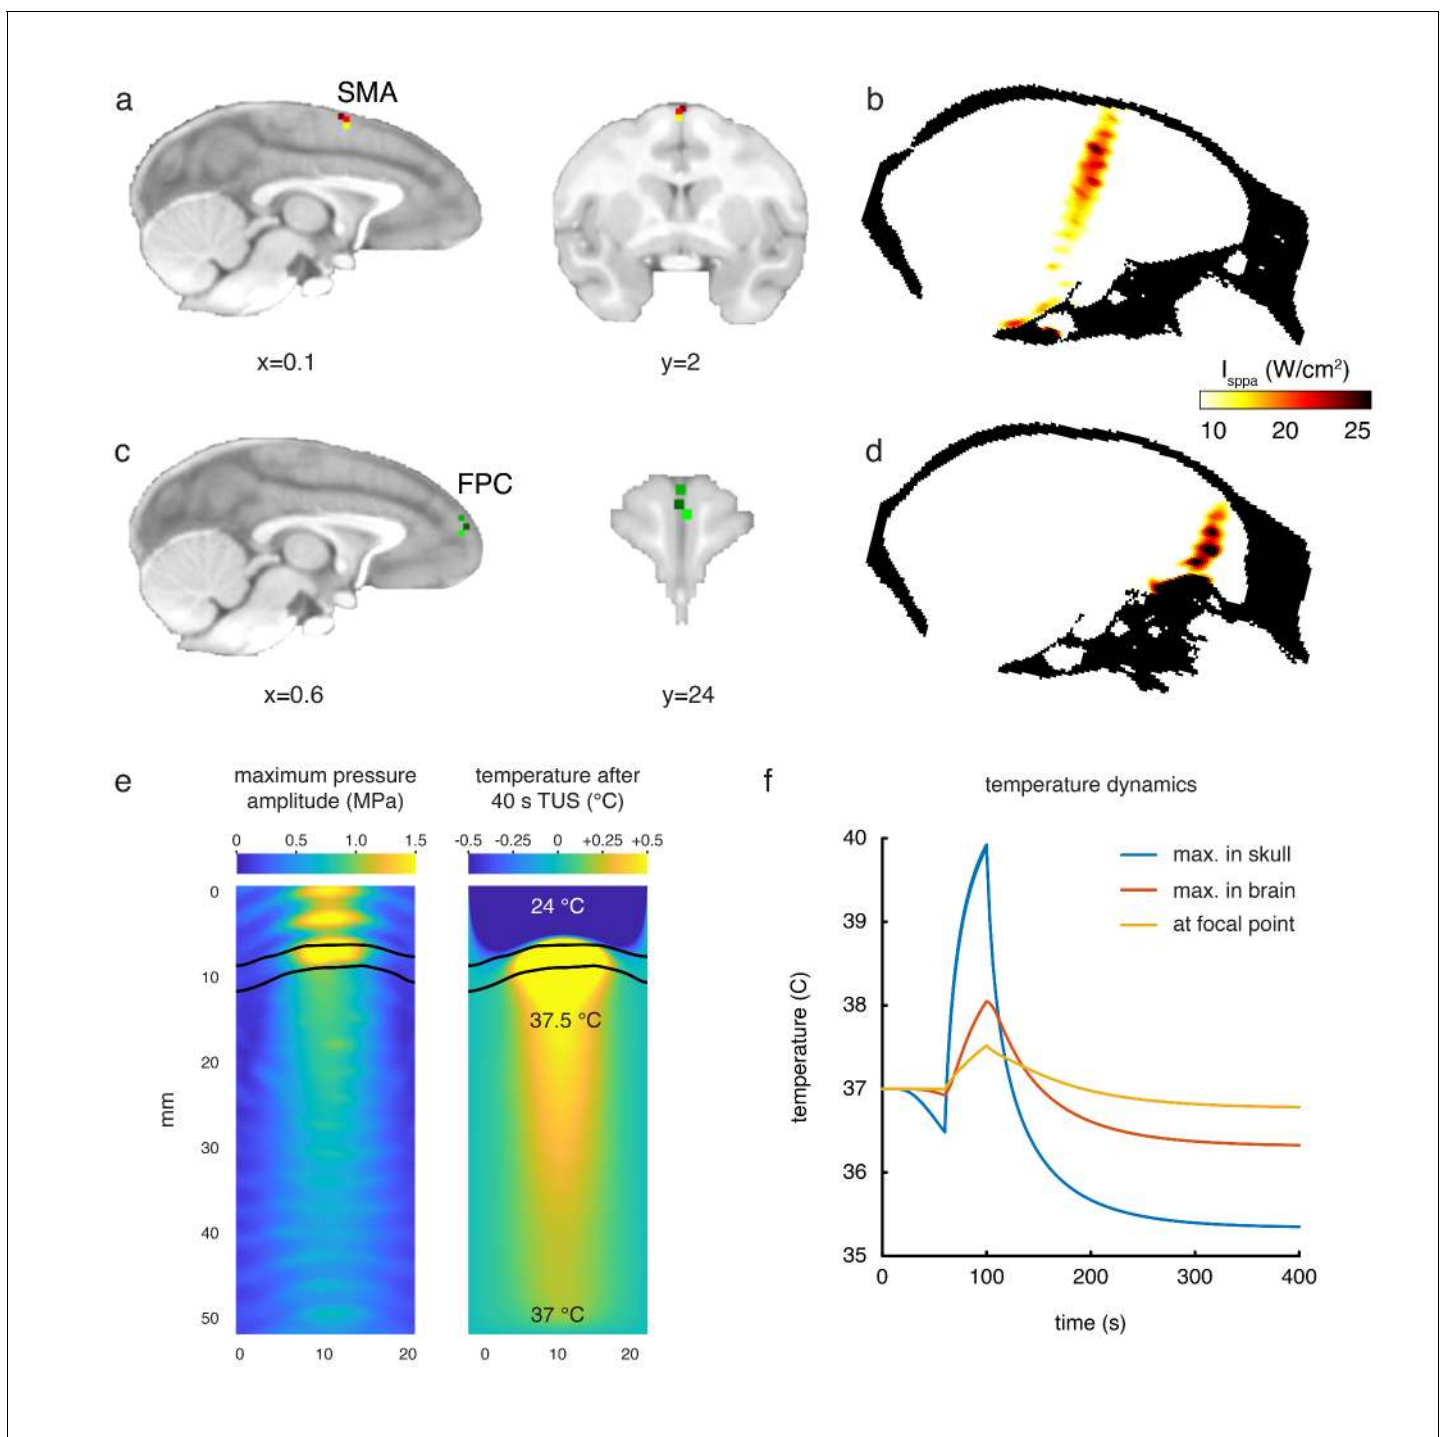 a
SMA
b
x=0.1
y=2
I sppa (W/cm²)
10 20 25
c
FPC
d
x=0.6
y=24
e
maximum pressure
amplitude (MPa)
0 0.5 1.0 1.5
temperature after
40 s TUS (°C)
-0.5 -0.25 0 +0.25 +0.5
0
10
20
30
40
50
mm
0 10 20
24 °C
37.5 °C
37 °C
0 10 20
f
temperature dynamics
max. in skull
max. in brain
at focal point
40
39
38
37
36
35
temperature (C)
0 100 200 300 400
time (s)